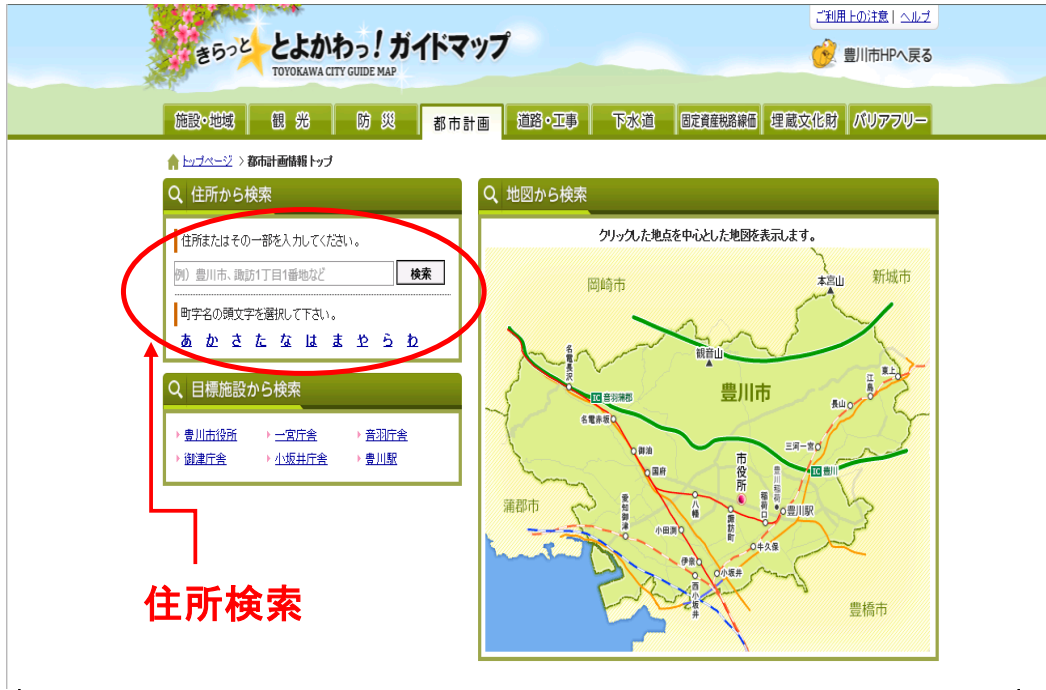 ご利用上の注意 | ヘルプ
きらっと とよかわっ！ガイドマップ
TOYOKAWA CITY GUIDE MAP
豊川市HPへ戻る
施設・地域 観光 防災 都市計画 道路・工事 下水道 固定資産税路線価 埋蔵文化財 バリアフリー
トップページ > 都市計画情報トップ
住所から検索
住所またはその一部を入力してください。
例）豊川市、諏訪1丁目1番地など 検索
町字名の頭文字を選択して下さい。
あ か さ た な は ま や ら わ
目標施設から検索
豊川市役所 一宮庁舎 音羽庁舎
御津庁舎 小坂井庁舎 豊川駅
住所検索
地図から検索
クリックした地点を中心とした地図を表示します。
岡崎市
本宮山
新城市
名電長沢
観音山
東上
江島
IC 音羽蒲郡
豊川市
長山
名電赤坂
三河一宮
御油
国府
市役所
豊川稲荷
IC 豊川
蒲郡市
愛知御津
八幡
稲荷口
豊川駅
小田渕
諏訪町
牛久保
伊奈
小坂井
西小坂井
豊橋市